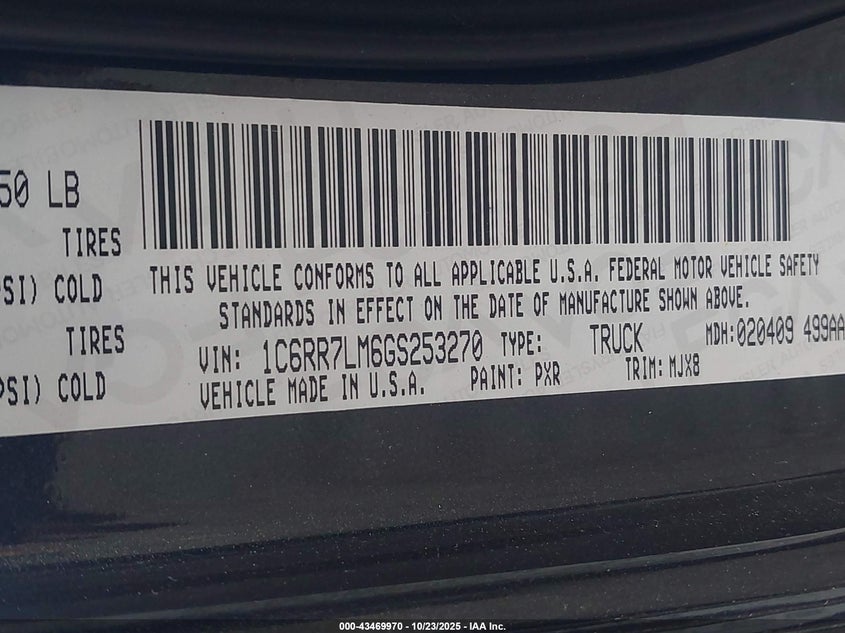 50 LB
TIRES
PSI) COLD
TIRES
PSI) COLD
THIS VEHICLE CONFORMS TO ALL APPLICABLE U.S.A. FEDERAL MOTOR VEHICLE SAFETY
STANDARDS IN EFFECT ON THE DATE OF MANUFACTURE SHOWN ABOVE.
VIN: 1C6RR7LM6GS253270 TYPE: TRUCK MDH: 020409 499AA
VEHICLE MADE IN U.S.A. PAINT: PXR TRIM: MJX8
000-43469970 - 10/23/2025 - IAA Inc.